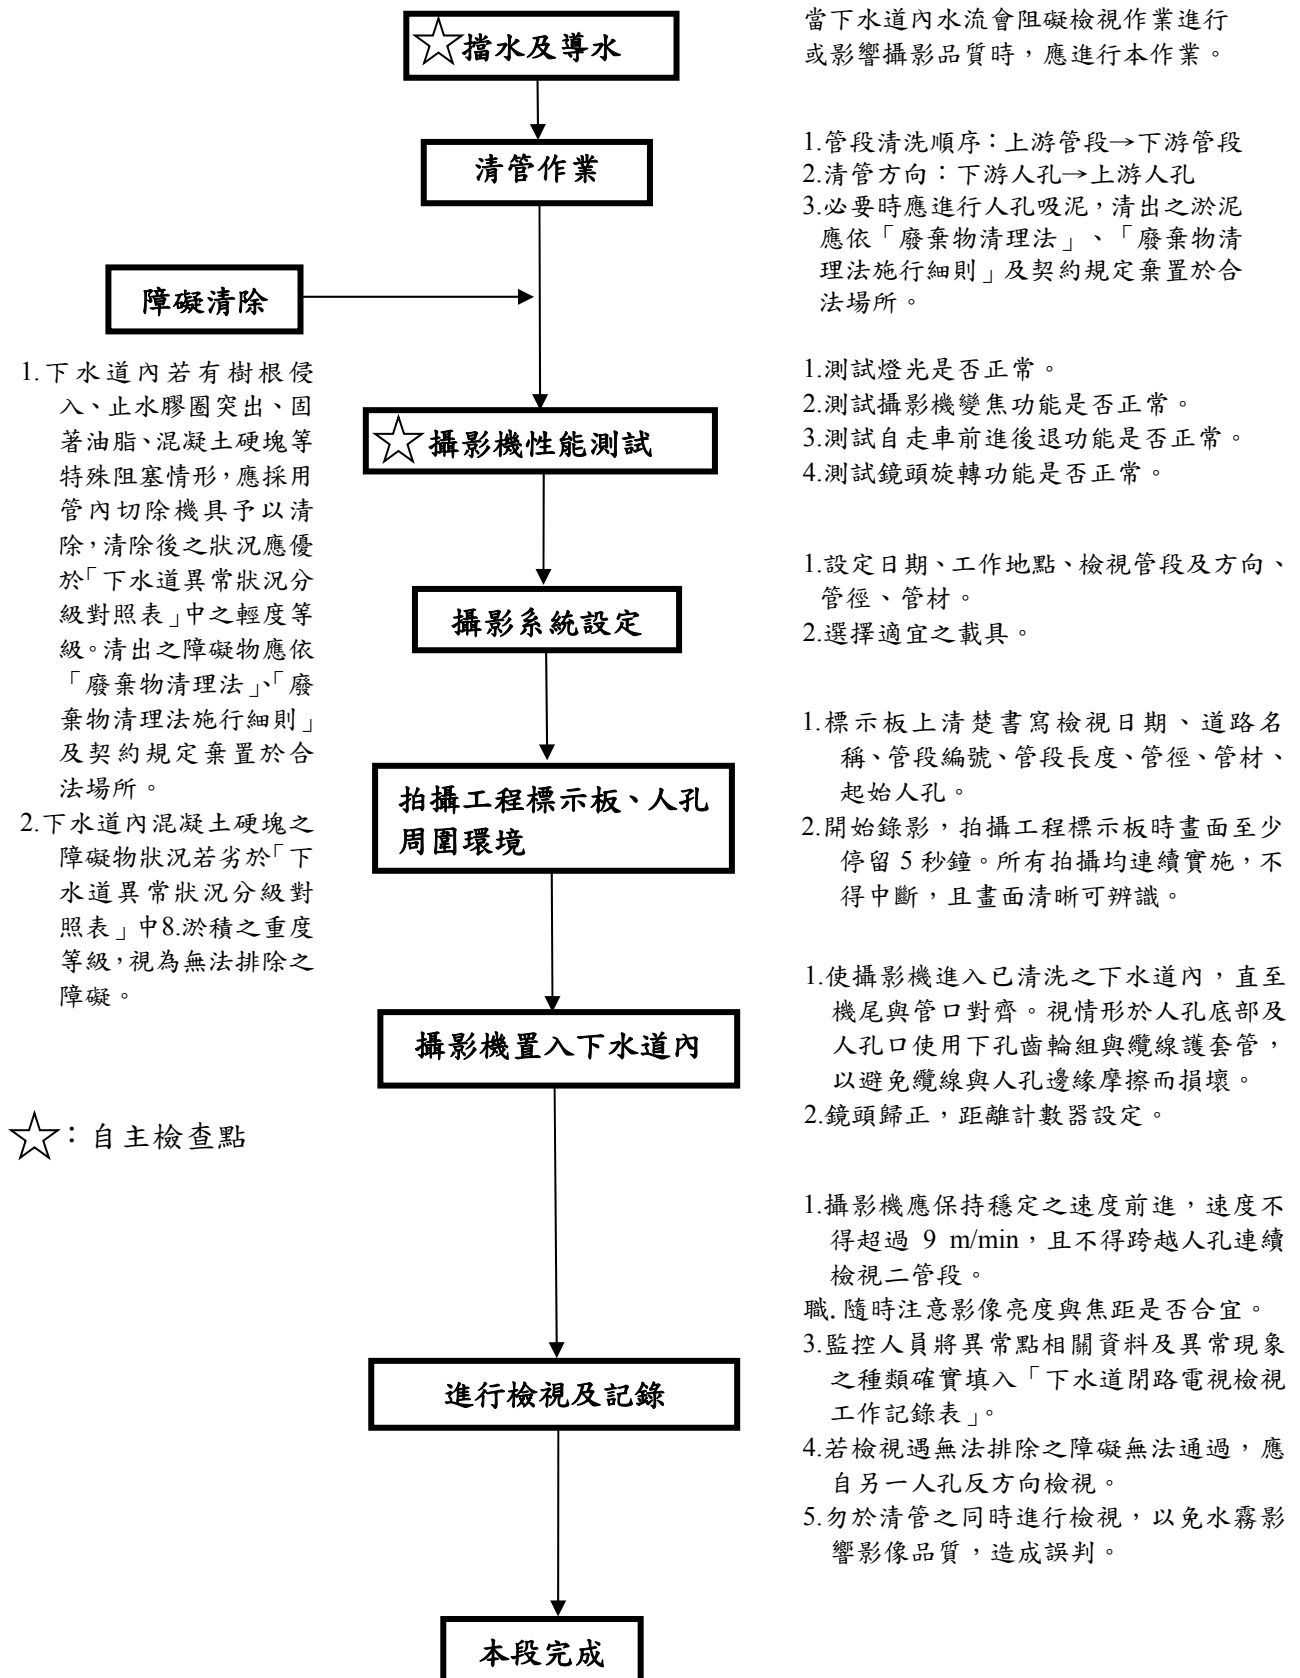 ☆擋水及導水
當下水道內水流會阻礙檢視作業進行
或影響攝影品質時，應進行本作業。
清管作業
1.管段清洗順序：上游管段→下游管段
2.清管方向：下游人孔→上游人孔
3.必要時應進行人孔吸泥，清出之淤泥
應依「廢棄物清理法」、「廢棄物清
理法施行細則」及契約規定棄置於合
法場所。
障礙清除
1.下水道內若有樹根侵
入、止水膠圈突出、固
著油脂、混凝土硬塊等
特殊阻塞情形，應採用
管內切除機具予以清
除，清除後之狀況應優
於「下水道異常狀況分
級對照表」中之輕度等
級。清出之障礙物應依
「廢棄物清理法」、「廢
棄物清理法施行細則」
及契約規定棄置於合
法場所。
2.下水道內混凝土硬塊之
障礙物狀況若劣於「下
水道異常狀況分級對
照表」中8.淤積之重度
等級，視為無法排除之
障礙。
☆攝影機性能測試
1.測試燈光是否正常。
2.測試攝影機變焦功能是否正常。
3.測試自走車前進後退功能是否正常。
4.測試鏡頭旋轉功能是否正常。
攝影系統設定
1.設定日期、工作地點、檢視管段及方向、
管徑、管材。
2.選擇適宜之載具。
拍攝工程標示板、人孔
周圍環境
1.標示板上清楚書寫檢視日期、道路名
稱、管段編號、管段長度、管徑、管材、
起始人孔。
2.開始錄影，拍攝工程標示板時畫面至少
停留 5 秒鐘。所有拍攝均連續實施，不
得中斷，且畫面清晰可辨識。
攝影機置入下水道內
1.使攝影機進入已清洗之下水道內，直至
機尾與管口對齊。視情形於人孔底部及
人孔口使用下孔齒輪組與纜線護套管，
以避免纜線與人孔邊緣摩擦而損壞。
2.鏡頭歸正，距離計數器設定。
☆：自主檢查點
進行檢視及記錄
1.攝影機應保持穩定之速度前進，速度不
得超過 9 m/min，且不得跨越人孔連續
檢視二管段。
職.隨時注意影像亮度與焦距是否合宜。
3.監控人員將異常點相關資料及異常現象
之種類確實填入「下水道閉路電視檢視
工作記錄表」。
4.若檢視遇無法排除之障礙無法通過，應
自另一人孔反方向檢視。
5.勿於清管之同時進行檢視，以免水霧影
響影像品質，造成誤判。
本段完成